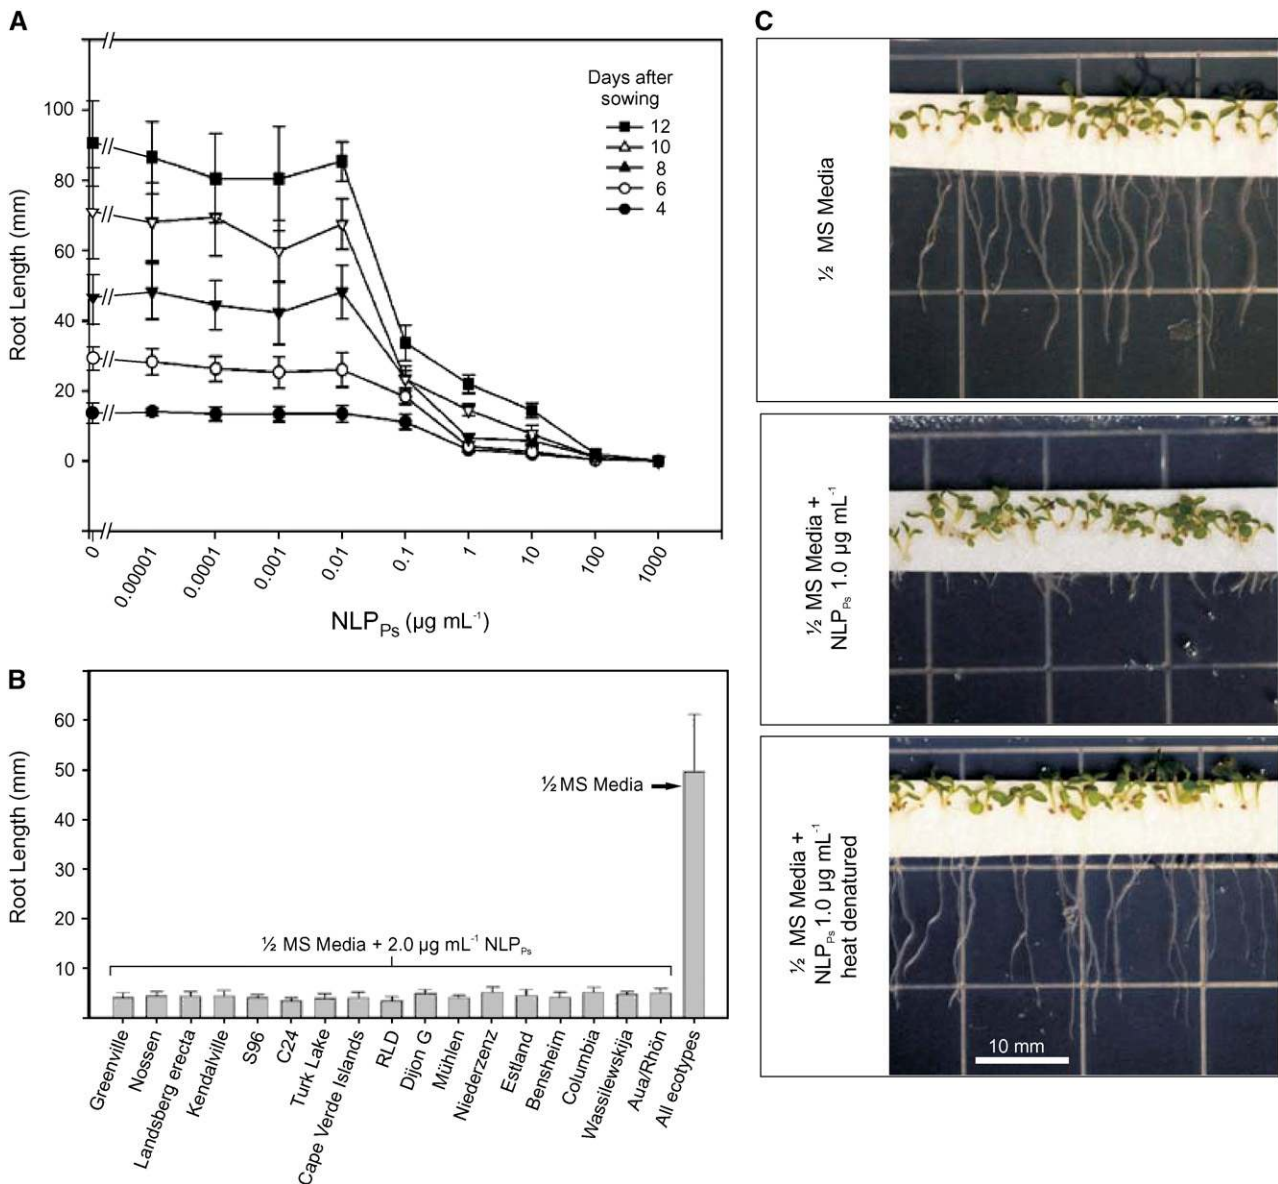 A
Root Length (mm)
100
80
60
40
20
0
Days after
sowing
12
10
8
6
4
0
0.00001
0.0001
0.001
0.01
0.1
1
10
100
1000
NLP_Ps (µg mL⁻¹)
B
Root Length (mm)
60
50
40
30
20
10
½ MS Media
½ MS Media + 2.0 µg mL⁻¹ NLP_Ps
Greenville
Nossen
Landsberg erecta
Kendalville
S96
C24
Turk Lake
Cape Verde Islands
RLD
Dijon G
Mühlen
Niederzenz
Estland
Bensheim
Columbia
Wassilewskija
Aua/Rhön
All ecotypes
C
½ MS Media
½ MS Media +
NLP_Ps 1.0 µg mL⁻¹
½ MS Media +
NLP_Ps 1.0 µg mL⁻¹
heat denatured
10 mm